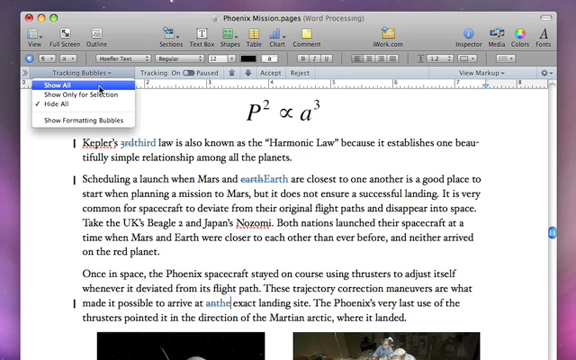 Phoenix Mission.pages (Word Processing)
View
Full Screen
Outline
Sections
Text Box
Shapes
Table
Chart
Comment
iWork.com
Inspector
Media
Colors
Fonts
Hoefler Text
Regular
12
Tracking Bubbles
Tracking: On
Paused
Accept
Reject
View Markup
Show All
Show Only for Selection
✓ Hide All
Show Formatting Bubbles
P² ∝ a³
Kepler's 3rdthird law is also known as the “Harmonic Law” because it establishes one beau-
tifully simple relationship among all the planets.
Scheduling a launch when Mars and earthEarth are closest to one another is a good place to
start when planning a mission to Mars, but it does not ensure a successful landing. It is very
common for spacecraft to deviate from their original flight paths and disappear into space.
Take the UK's Beagle 2 and Japan's Nozomi. Both nations launched their spacecraft at a
time when Mars and Earth were closer to each other than ever before, and neither arrived
on the red planet.
Once in space, the Phoenix spacecraft stayed on course using thrusters to adjust itself
whenever it deviated from its flight path. These trajectory correction maneuvers are what
made it possible to arrive at anthe exact landing site. The Phoenix's very last use of the
thrusters pointed it in the direction of the Martian arctic, where it landed.